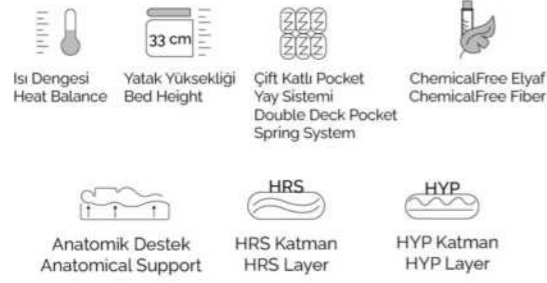 33 cm
Isı Dengesi
Heat Balance
Yatak Yüksekliği
Bed Height
Çift Katlı Pocket
Yay Sistemi
Double Deck Pocket
Spring System
ChemicalFree Elyaf
ChemicalFree Fiber
Anatomik Destek
Anatomical Support
HRS
HRS Katman
HRS Layer
HYP
HYP Katman
HYP Layer